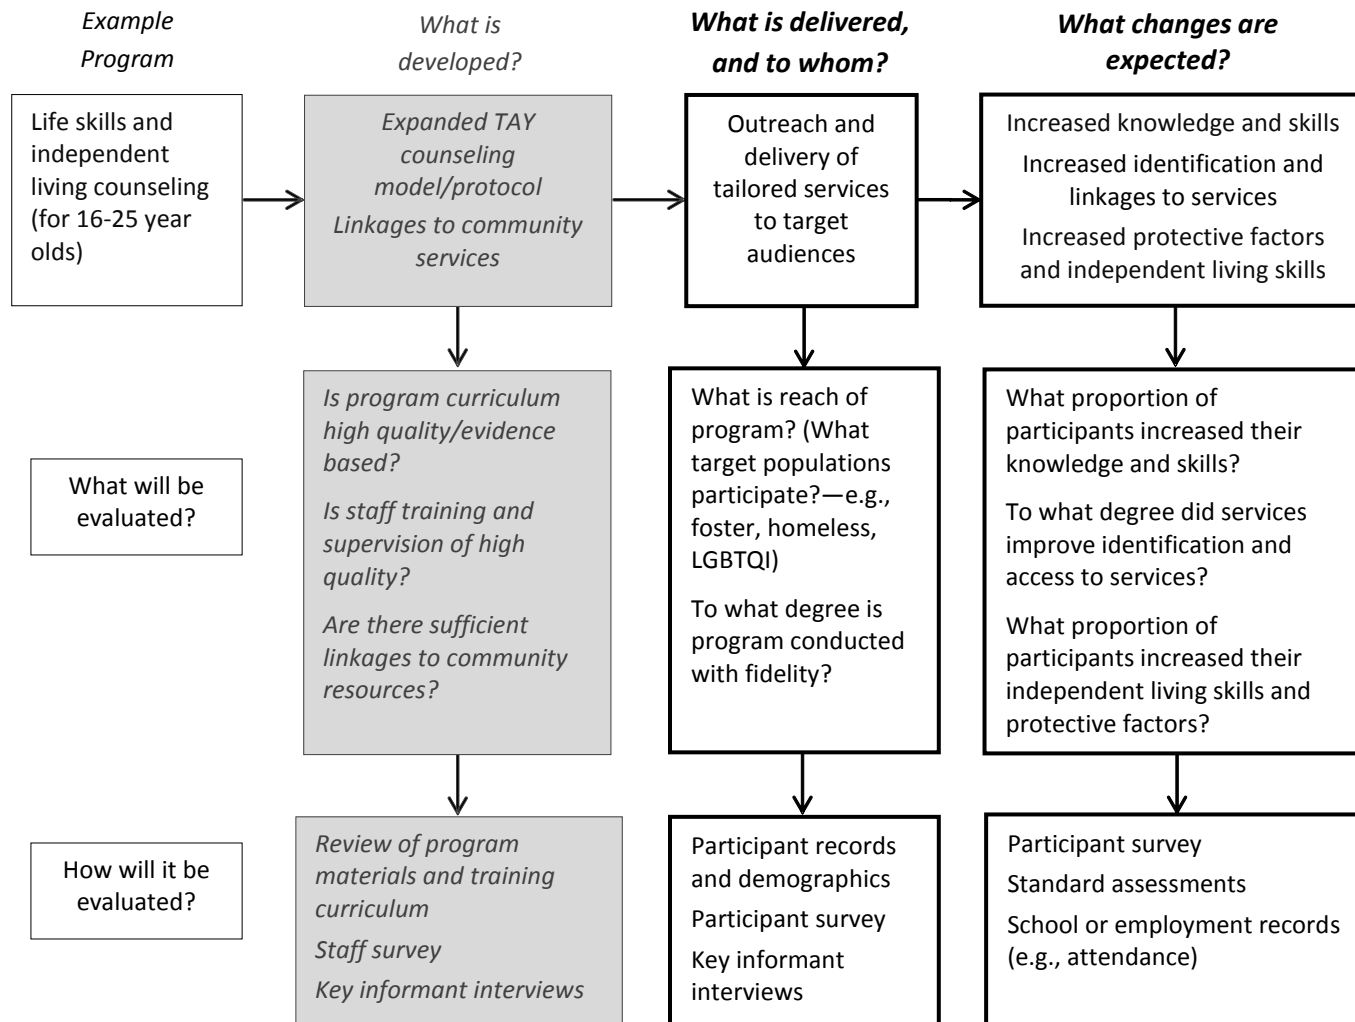 Example
Program
What is
developed?
What is delivered,
and to whom?
What changes are
expected?
Life skills and
independent
living counseling
(for 16-25 year
olds)
Expanded TAY
counseling
model/protocol
Linkages to community
services
Outreach and
delivery of
tailored services
to target
audiences
Increased knowledge and skills
Increased identification and
linkages to services
Increased protective factors
and independent living skills
What will be
evaluated?
Is program curriculum
high quality/evidence
based?
Is staff training and
supervision of high
quality?
Are there sufficient
linkages to community
resources?
What is reach of
program? (What
target populations
participate?—e.g.,
foster, homeless,
LGBTQI)
To what degree is
program conducted
with fidelity?
What proportion of
participants increased their
knowledge and skills?
To what degree did services
improve identification and
access to services?
What proportion of
participants increased their
independent living skills and
protective factors?
How will it be
evaluated?
Review of program
materials and training
curriculum
Staff survey
Key informant interviews
Participant records
and demographics
Participant survey
Key informant
interviews
Participant survey
Standard assessments
School or employment records
(e.g., attendance)